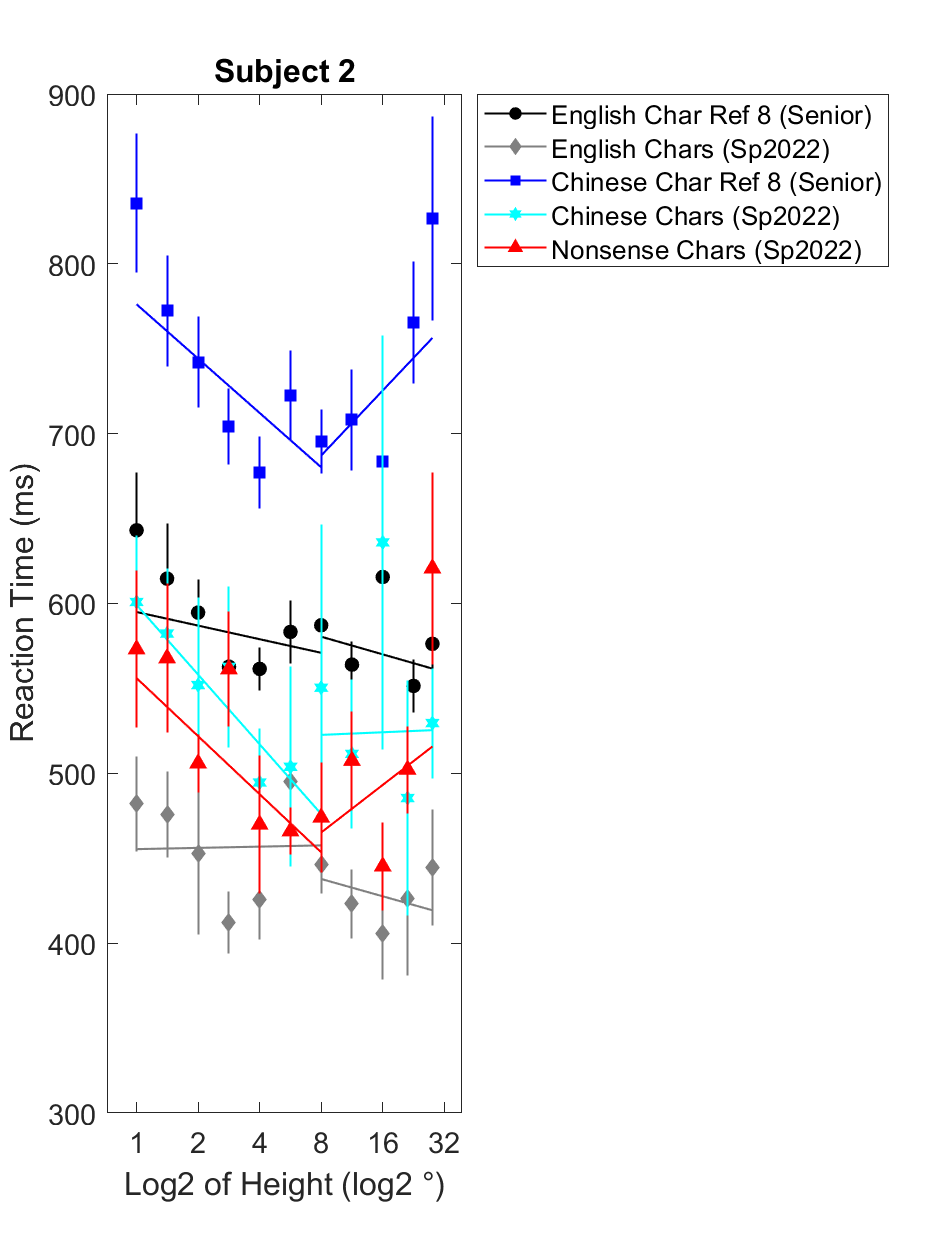 Subject 2
900
800
700
600
500
400
300
Reaction Time (ms)
1 2 4 8 16 32
Log2 of Height (log2 °)
English Char Ref 8 (Senior)
English Chars (Sp2022)
Chinese Char Ref 8 (Senior)
Chinese Chars (Sp2022)
Nonsense Chars (Sp2022)